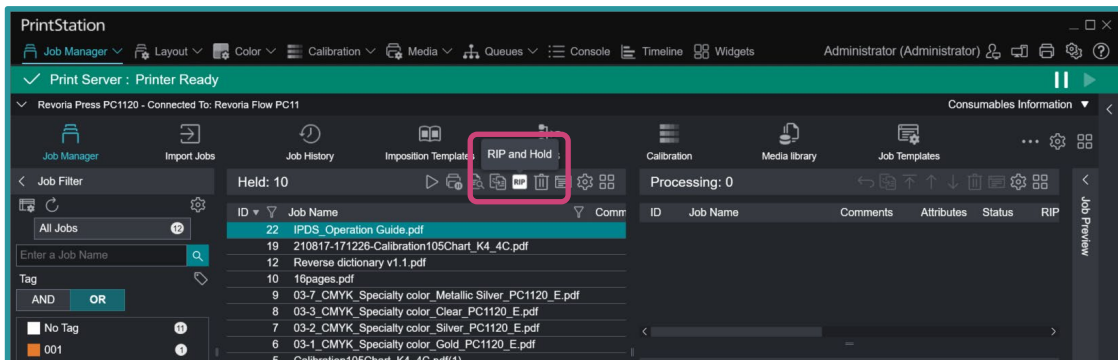 PrintStation
Job Manager Layout Color Calibration Media Queues Console Timeline Widgets Administrator (Administrator)
Print Server : Printer Ready
Revoria Press PC1120 - Connected To: Revoria Flow PC11 Consumables Information
Job Manager Import Jobs Job History Imposition Template RIP and Hold Calibration Media library Job Templates
Job Filter Held: 10 RIP Processing: 0
ID Job Name Comm ID Job Name Comments Attributes Status RIP
All Jobs 12 22 IPDS_Operation Guide.pdf
19 210817-171226-Calibration105Chart_K4_4C.pdf
Enter a Job Name 12 Reverse dictionary v1.1.pdf
Tag 10 16pages.pdf
AND OR 9 03-7_CMYK_Specialty color_Metallic Silver_PC1120_E.pdf
8 03-3_CMYK_Specialty color_Clear_PC1120_E.pdf
No Tag 11 7 03-2_CMYK_Specialty color_Silver_PC1120_E.pdf
001 1 6 03-1_CMYK_Specialty color_Gold_PC1120_E.pdf
5 Calibration105Chart_K4_4C.pdf(1)
Job Preview